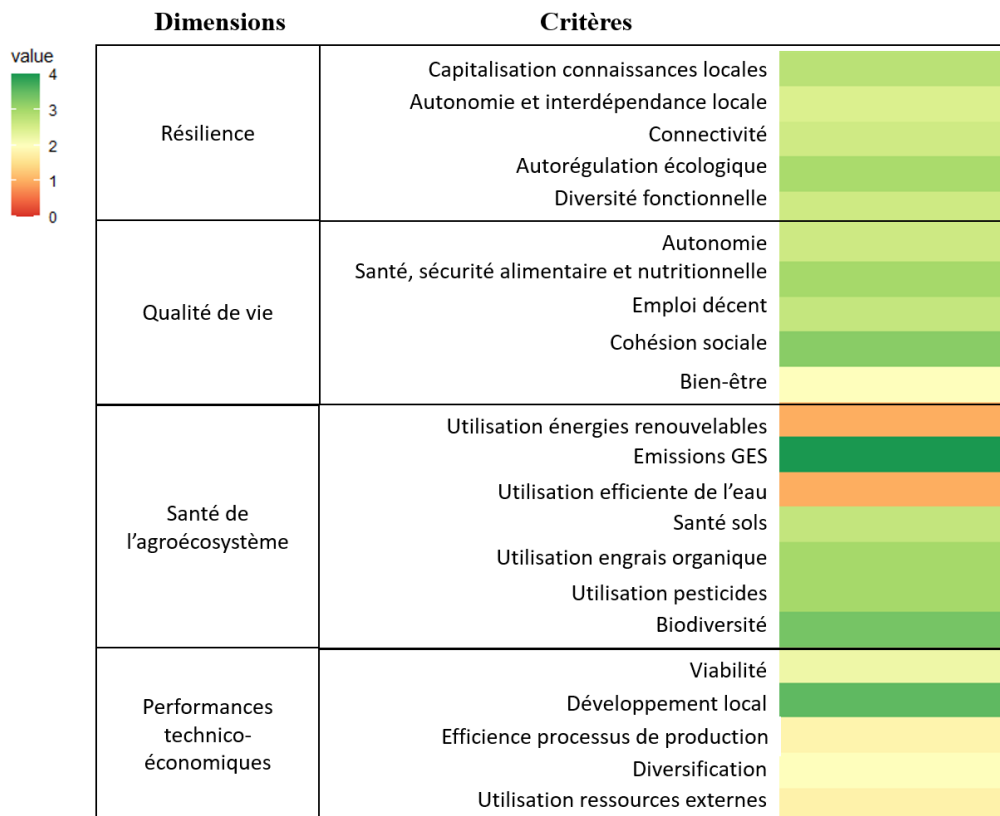 Dimensions
Critères
value
4
3
2
1
0
Résilience
Capitalisation connaissances locales
Autonomie et interdépendance locale
Connectivité
Autorégulation écologique
Diversité fonctionnelle
Qualité de vie
Autonomie
Santé, sécurité alimentaire et nutritionnelle
Emploi décent
Cohésion sociale
Bien-être
Santé de
l’agroécosystème
Utilisation énergies renouvelables
Emissions GES
Utilisation efficiente de l’eau
Santé sols
Utilisation engrais organique
Utilisation pesticides
Biodiversité
Performances
technico-
économiques
Viabilité
Développement local
Efficience processus de production
Diversification
Utilisation ressources externes